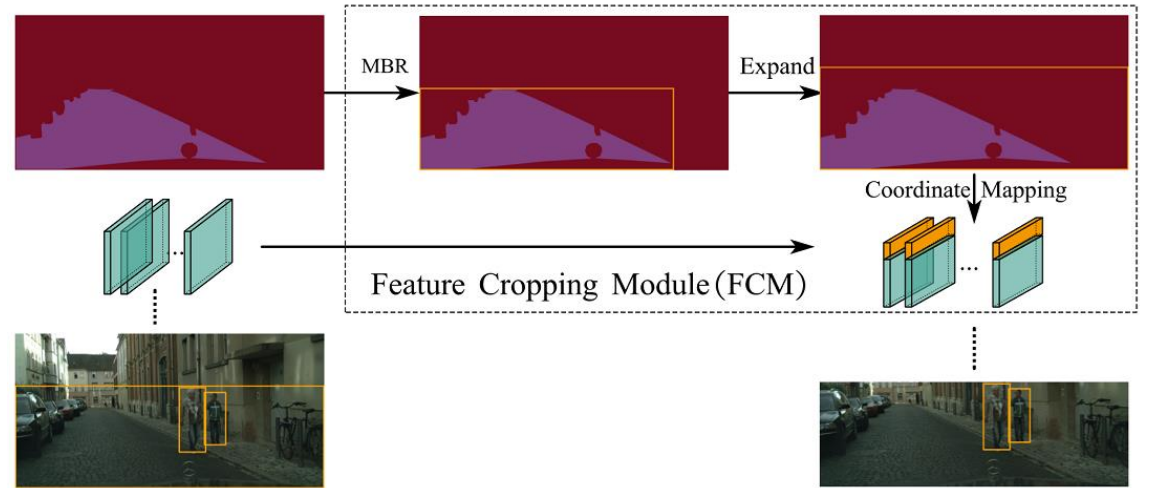 MBR
Expand
Coordinate Mapping
...
...
Feature Cropping Module(FCM)